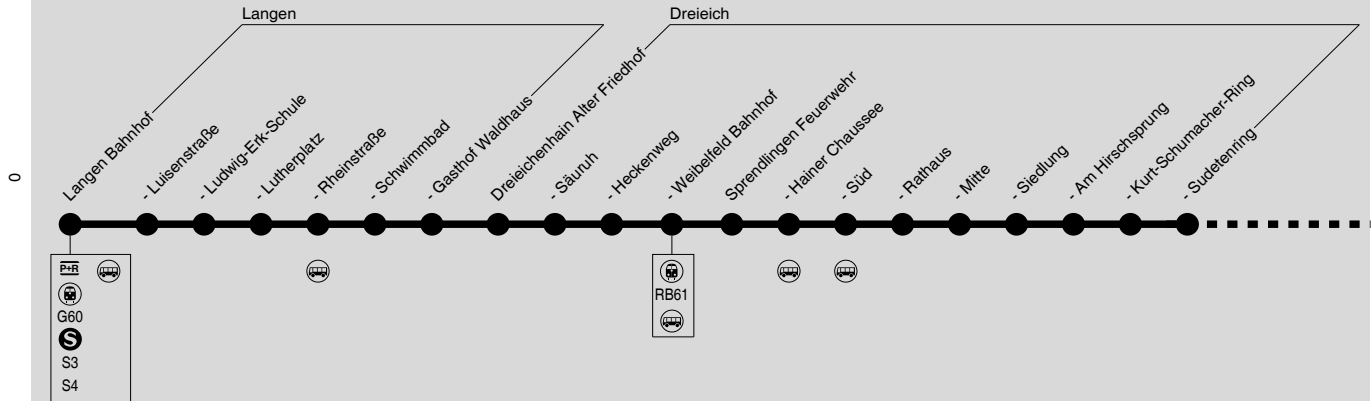 Langen
Dreieich
Langen Bahnhof
- Luisenstraße
- Ludwig-Erk-Schule
- Lutherplatz
- Rheinstraße
- Schwimmbad
- Gasthof Waldhaus
Dreieichenhain Alter Friedhof
- Säuruh
- Heckenweg
- Weibelfeld Bahnhof
Sprendlingen Feuerwehr
- Hainer Chaussee
- Süd
- Rathaus
- Mitte
- Siedlung
- Am Hirschsprung
- Kurt-Schumacher-Ring
- Sudetenring
0
P+R
G60
S
S3
S4
RB61